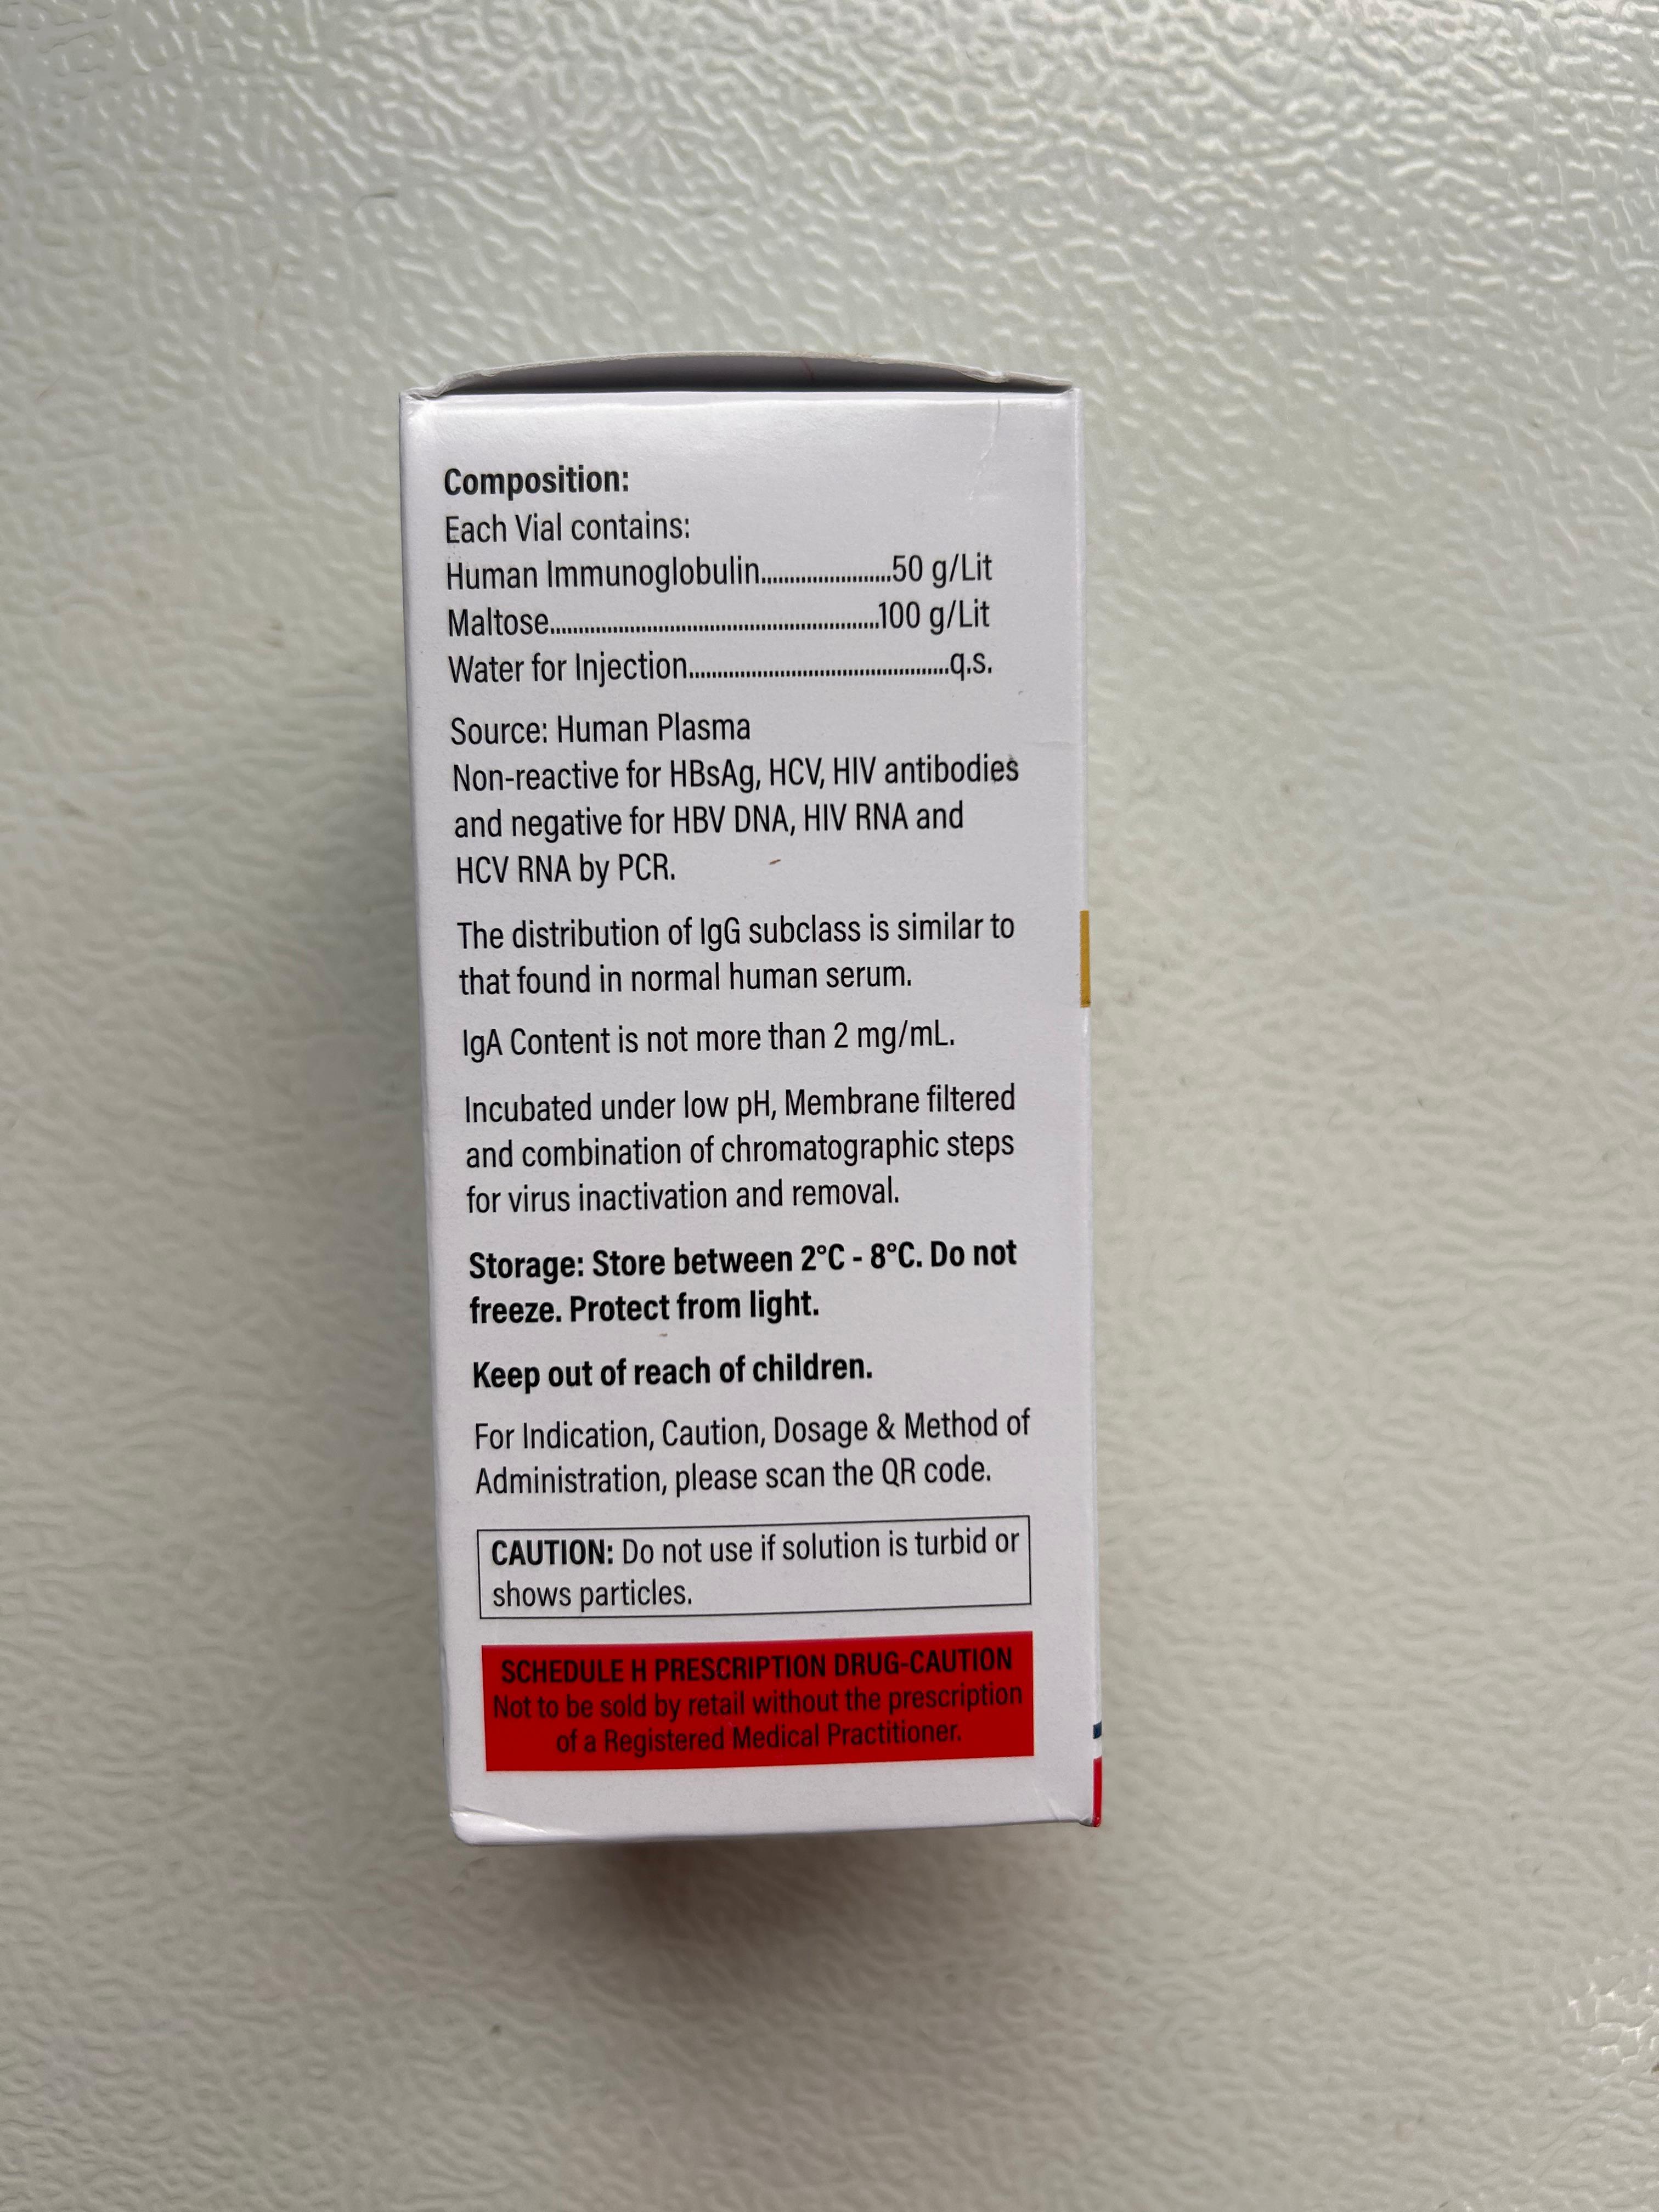 Composition:
Each Vial contains:
Human Immunoglobulin.......................50 g/Lit
Maltose..........................................................100 g/Lit
Water for Injection..............................................q.s.
Source: Human Plasma
Non-reactive for HBsAg, HCV, HIV antibodies
and negative for HBV DNA, HIV RNA and
HCV RNA by PCR.
The distribution of IgG subclass is similar to
that found in normal human serum.
IgA Content is not more than 2 mg/mL.
Incubated under low pH, Membrane filtered
and combination of chromatographic steps
for virus inactivation and removal.
Storage: Store between 2°C - 8°C. Do not
freeze. Protect from light.
Keep out of reach of children.
For Indication, Caution, Dosage & Method of
Administration, please scan the QR code.
CAUTION: Do not use if solution is turbid or
shows particles.
SCHEDULE H PRESCRIPTION DRUG-CAUTION
Not to be sold by retail without the prescription
of a Registered Medical Practitioner.